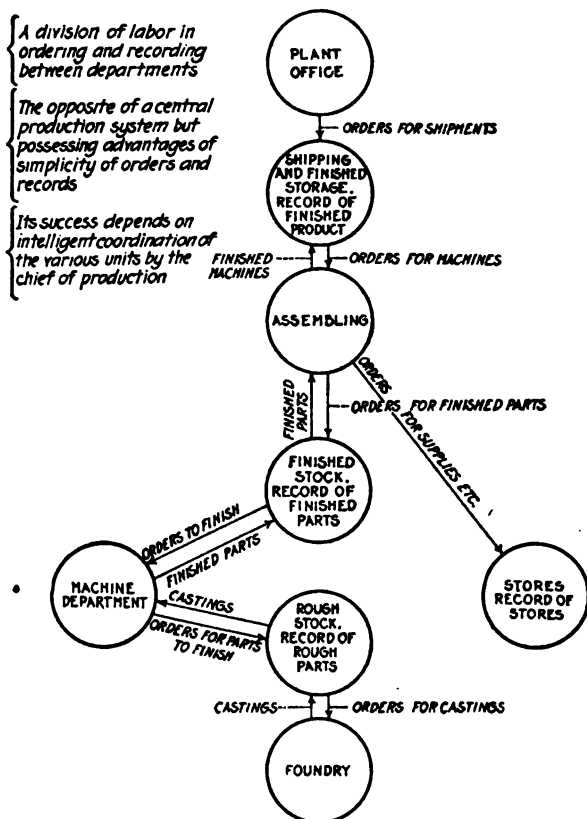 A division of labor in
ordering and recording
between departments
The opposite of a central
production system but
possessing advantages of
simplicity of orders and
records
Its success depends on
intelligent coordination of
the various units by the
chief of production
PLANT
OFFICE
ORDERS FOR SHIPMENTS
SHIPPING
AND FINISHED
STORAGE.
RECORD OF
FINISHED
PRODUCT
FINISHED
MACHINES
ORDERS FOR MACHINES
ASSEMBLING
FINISHED
PARTS
ORDERS FOR FINISHED PARTS
ORDERS
FOR SUPPLIES ETC.
FINISHED
STOCK.
RECORD OF
FINISHED
PARTS
ORDERS TO FINISH
FINISHED PARTS
MACHINE
DEPARTMENT
CASTINGS
ORDERS FOR PARTS
TO FINISH
STORES
RECORD OF
STORES
ROUGH
STOCK.
RECORD OF
ROUGH
PARTS
CASTINGS
ORDERS FOR CASTINGS
FOUNDRY